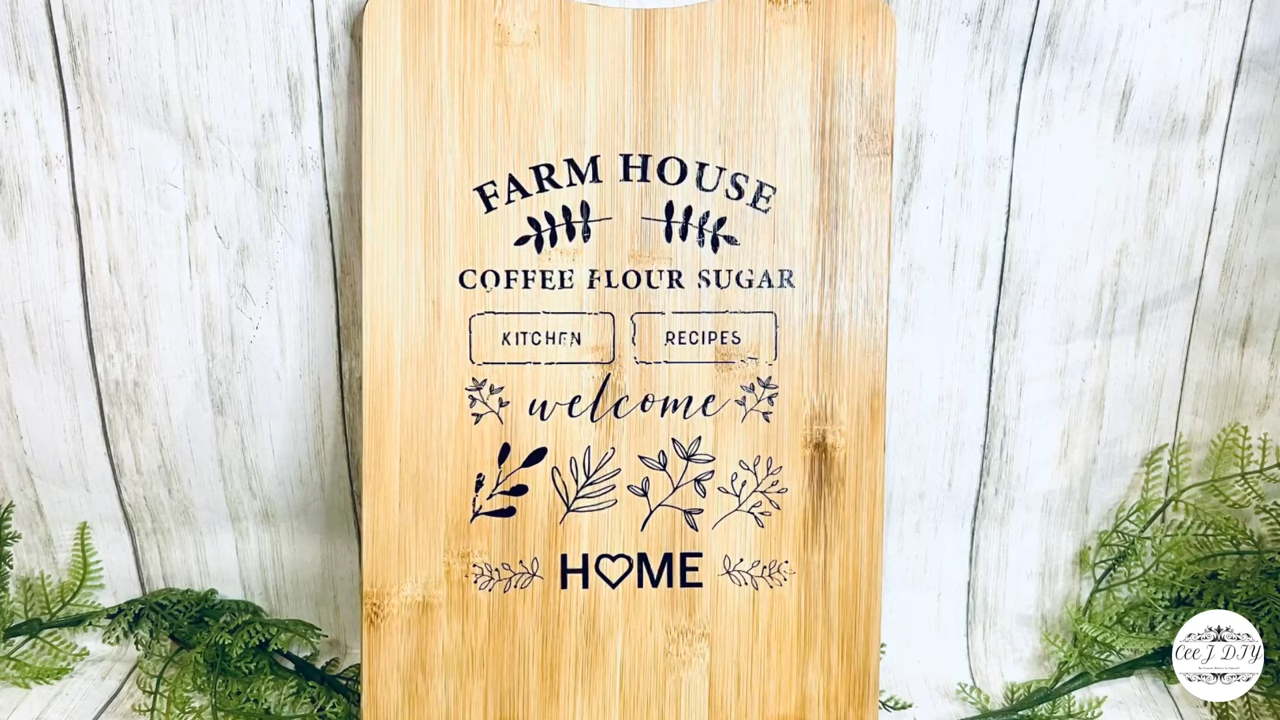 FARM HOUSE
COFFEE FLOUR SUGAR
KITCHEN RECIPES
welcome
HOME
Cee J DIY